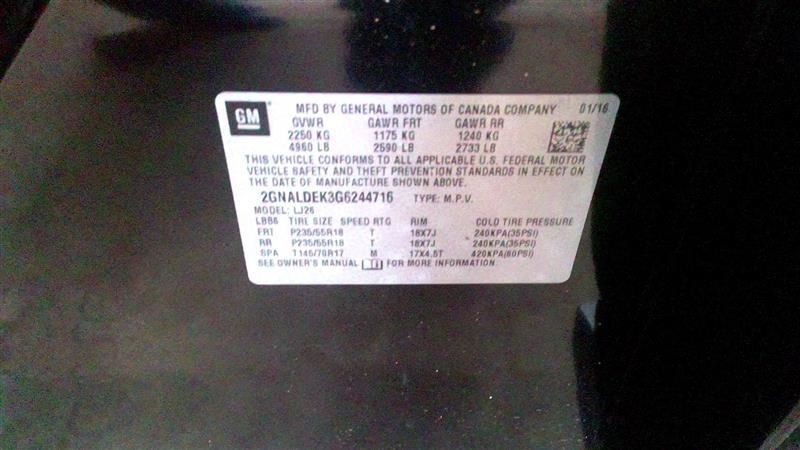 GM MFD BY GENERAL MOTORS OF CANADA COMPANY 01/16
GVWR GAWR FRT GAWR RR
2250 KG 1175 KG 1240 KG
4960 LB 2590 LB 2733 LB
THIS VEHICLE CONFORMS TO ALL APPLICABLE U.S. FEDERAL MOTOR
VEHICLE SAFETY AND THEFT PREVENTION STANDARDS IN EFFECT ON
THE DATE OF MANUFACTURE SHOWN ABOVE.
2GNALDEK3G6244716 TYPE: M.P.V.
MODEL: LJ26
LBB6 TIRE SIZE SPEED RTG RIM COLD TIRE PRESSURE
FRT P235/55R18 T 18X7J 240KPA(35PSI)
RR P235/55R18 T 18X7J 240KPA(35PSI)
SPA T145/70R17 M 17X4.5T 420KPA(60PSI)
SEE OWNER'S MANUAL FOR MORE INFORMATION.